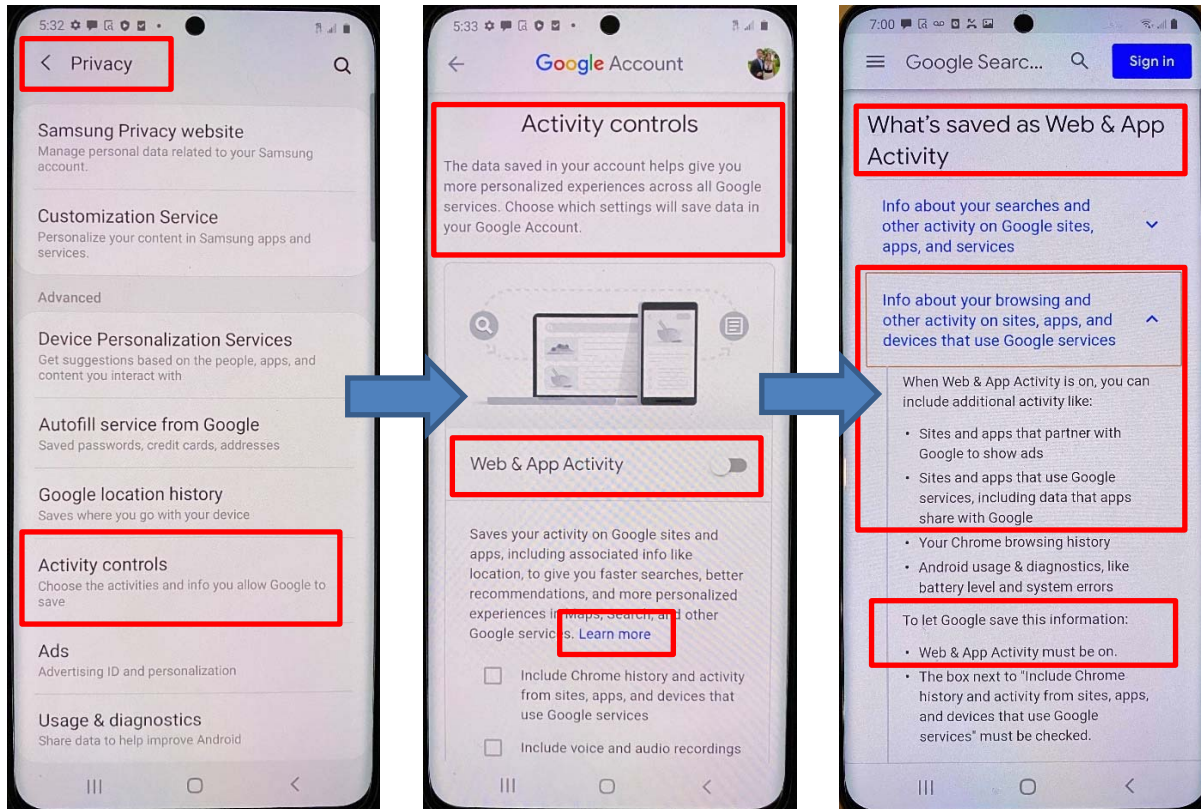 5:32
Privacy
Samsung Privacy website
Manage personal data related to your Samsung
account.
Customization Service
Personalize your content in Samsung apps and
services.
Advanced
Device Personalization Services
Get suggestions based on the people, apps, and
content you interact with
Autofill service from Google
Saved passwords, credit cards, addresses
Google location history
Saves where you go with your device
Activity controls
Choose the activities and info you allow Google to
save
Ads
Advertising ID and personalization
Usage & diagnostics
Share data to help improve Android
5:33
Google Account
Activity controls
The data saved in your account helps give you
more personalized experiences across all Google
services. Choose which settings will save data in
your Google Account.
Web & App Activity
Saves your activity on Google sites and
apps, including associated info like
location, to give you faster searches, better
recommendations, and more personalized
experiences in Maps, Search, and other
Google services. Learn more
Include Chrome history and activity
from sites, apps, and devices that
use Google services
Include voice and audio recordings
7:00
Google Searc...
Sign in
What's saved as Web & App
Activity
Info about your searches and
other activity on Google sites,
apps, and services
Info about your browsing and
other activity on sites, apps, and
devices that use Google services
When Web & App Activity is on, you can
include additional activity like:
• Sites and apps that partner with
Google to show ads
• Sites and apps that use Google
services, including data that apps
share with Google
• Your Chrome browsing history
• Android usage & diagnostics, like
battery level and system errors
To let Google save this information:
• Web & App Activity must be on.
• The box next to "Include Chrome
history and activity from sites, apps,
and devices that use Google
services" must be checked.